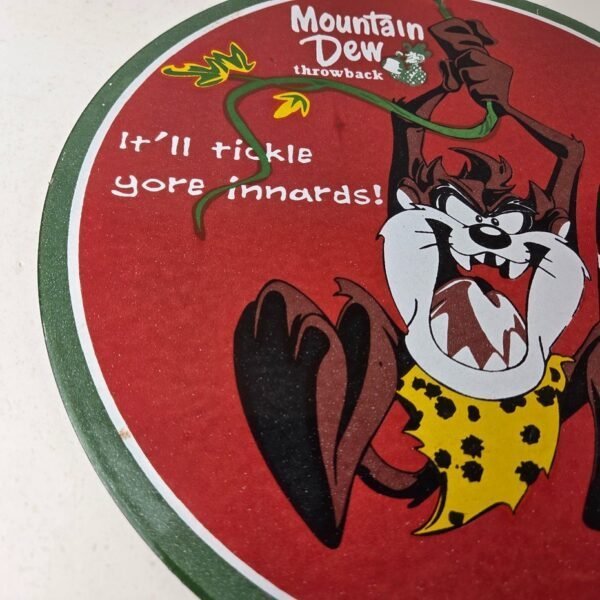 Mountain
Dew
throwback
It'll tickle
yore innards!